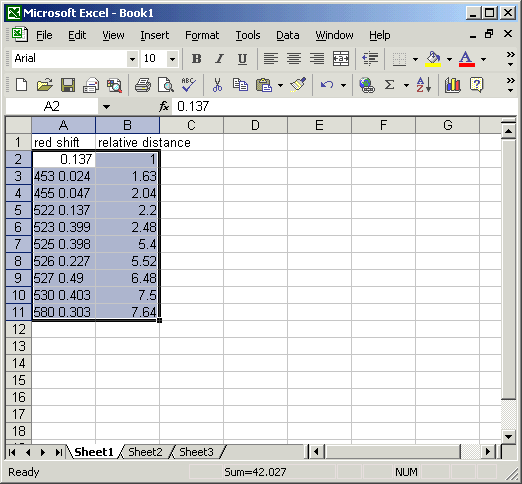 Microsoft Excel - Book1
File Edit View Insert Format Tools Data Window Help
Arial 10 B I U
A2 fx 0.137
A B C D E F G
1 red shift relative distance
2 0.137 1
3 453 0.024 1.63
4 455 0.047 2.04
5 522 0.137 2.2
6 523 0.399 2.48
7 525 0.398 5.4
8 526 0.227 5.52
9 527 0.49 6.48
10 530 0.403 7.5
11 580 0.303 7.64
12
13
14
15
16
17
18
Sheet1 Sheet2 Sheet3
Ready Sum=42.027 NUM